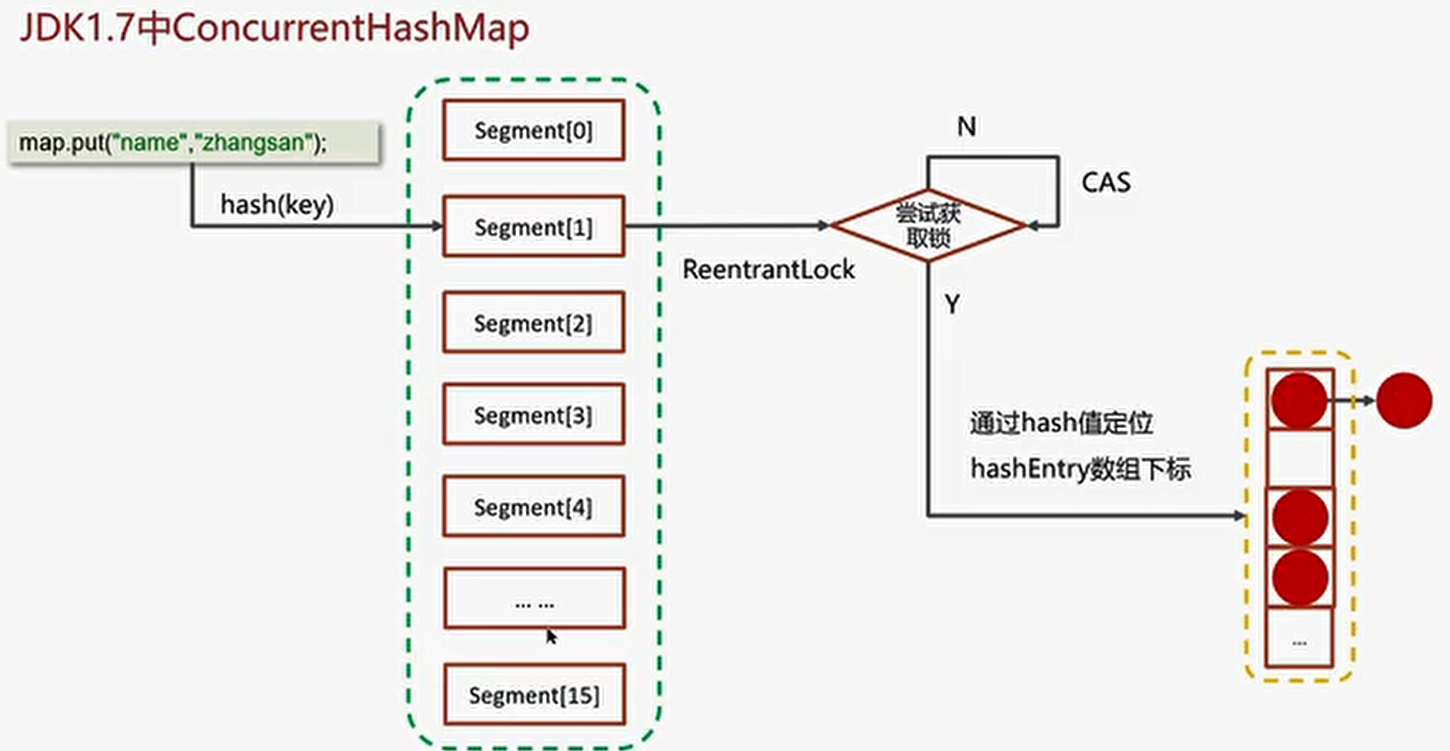 JDK1.7中ConcurrentHashMap
map.put("name","zhangsan");
hash(key)
Segment[0]
Segment[1]
Segment[2]
Segment[3]
Segment[4]
... ...
Segment[15]
ReentrantLock
尝试获
取锁
N
CAS
Y
通过hash值定位
hashEntry数组下标
...